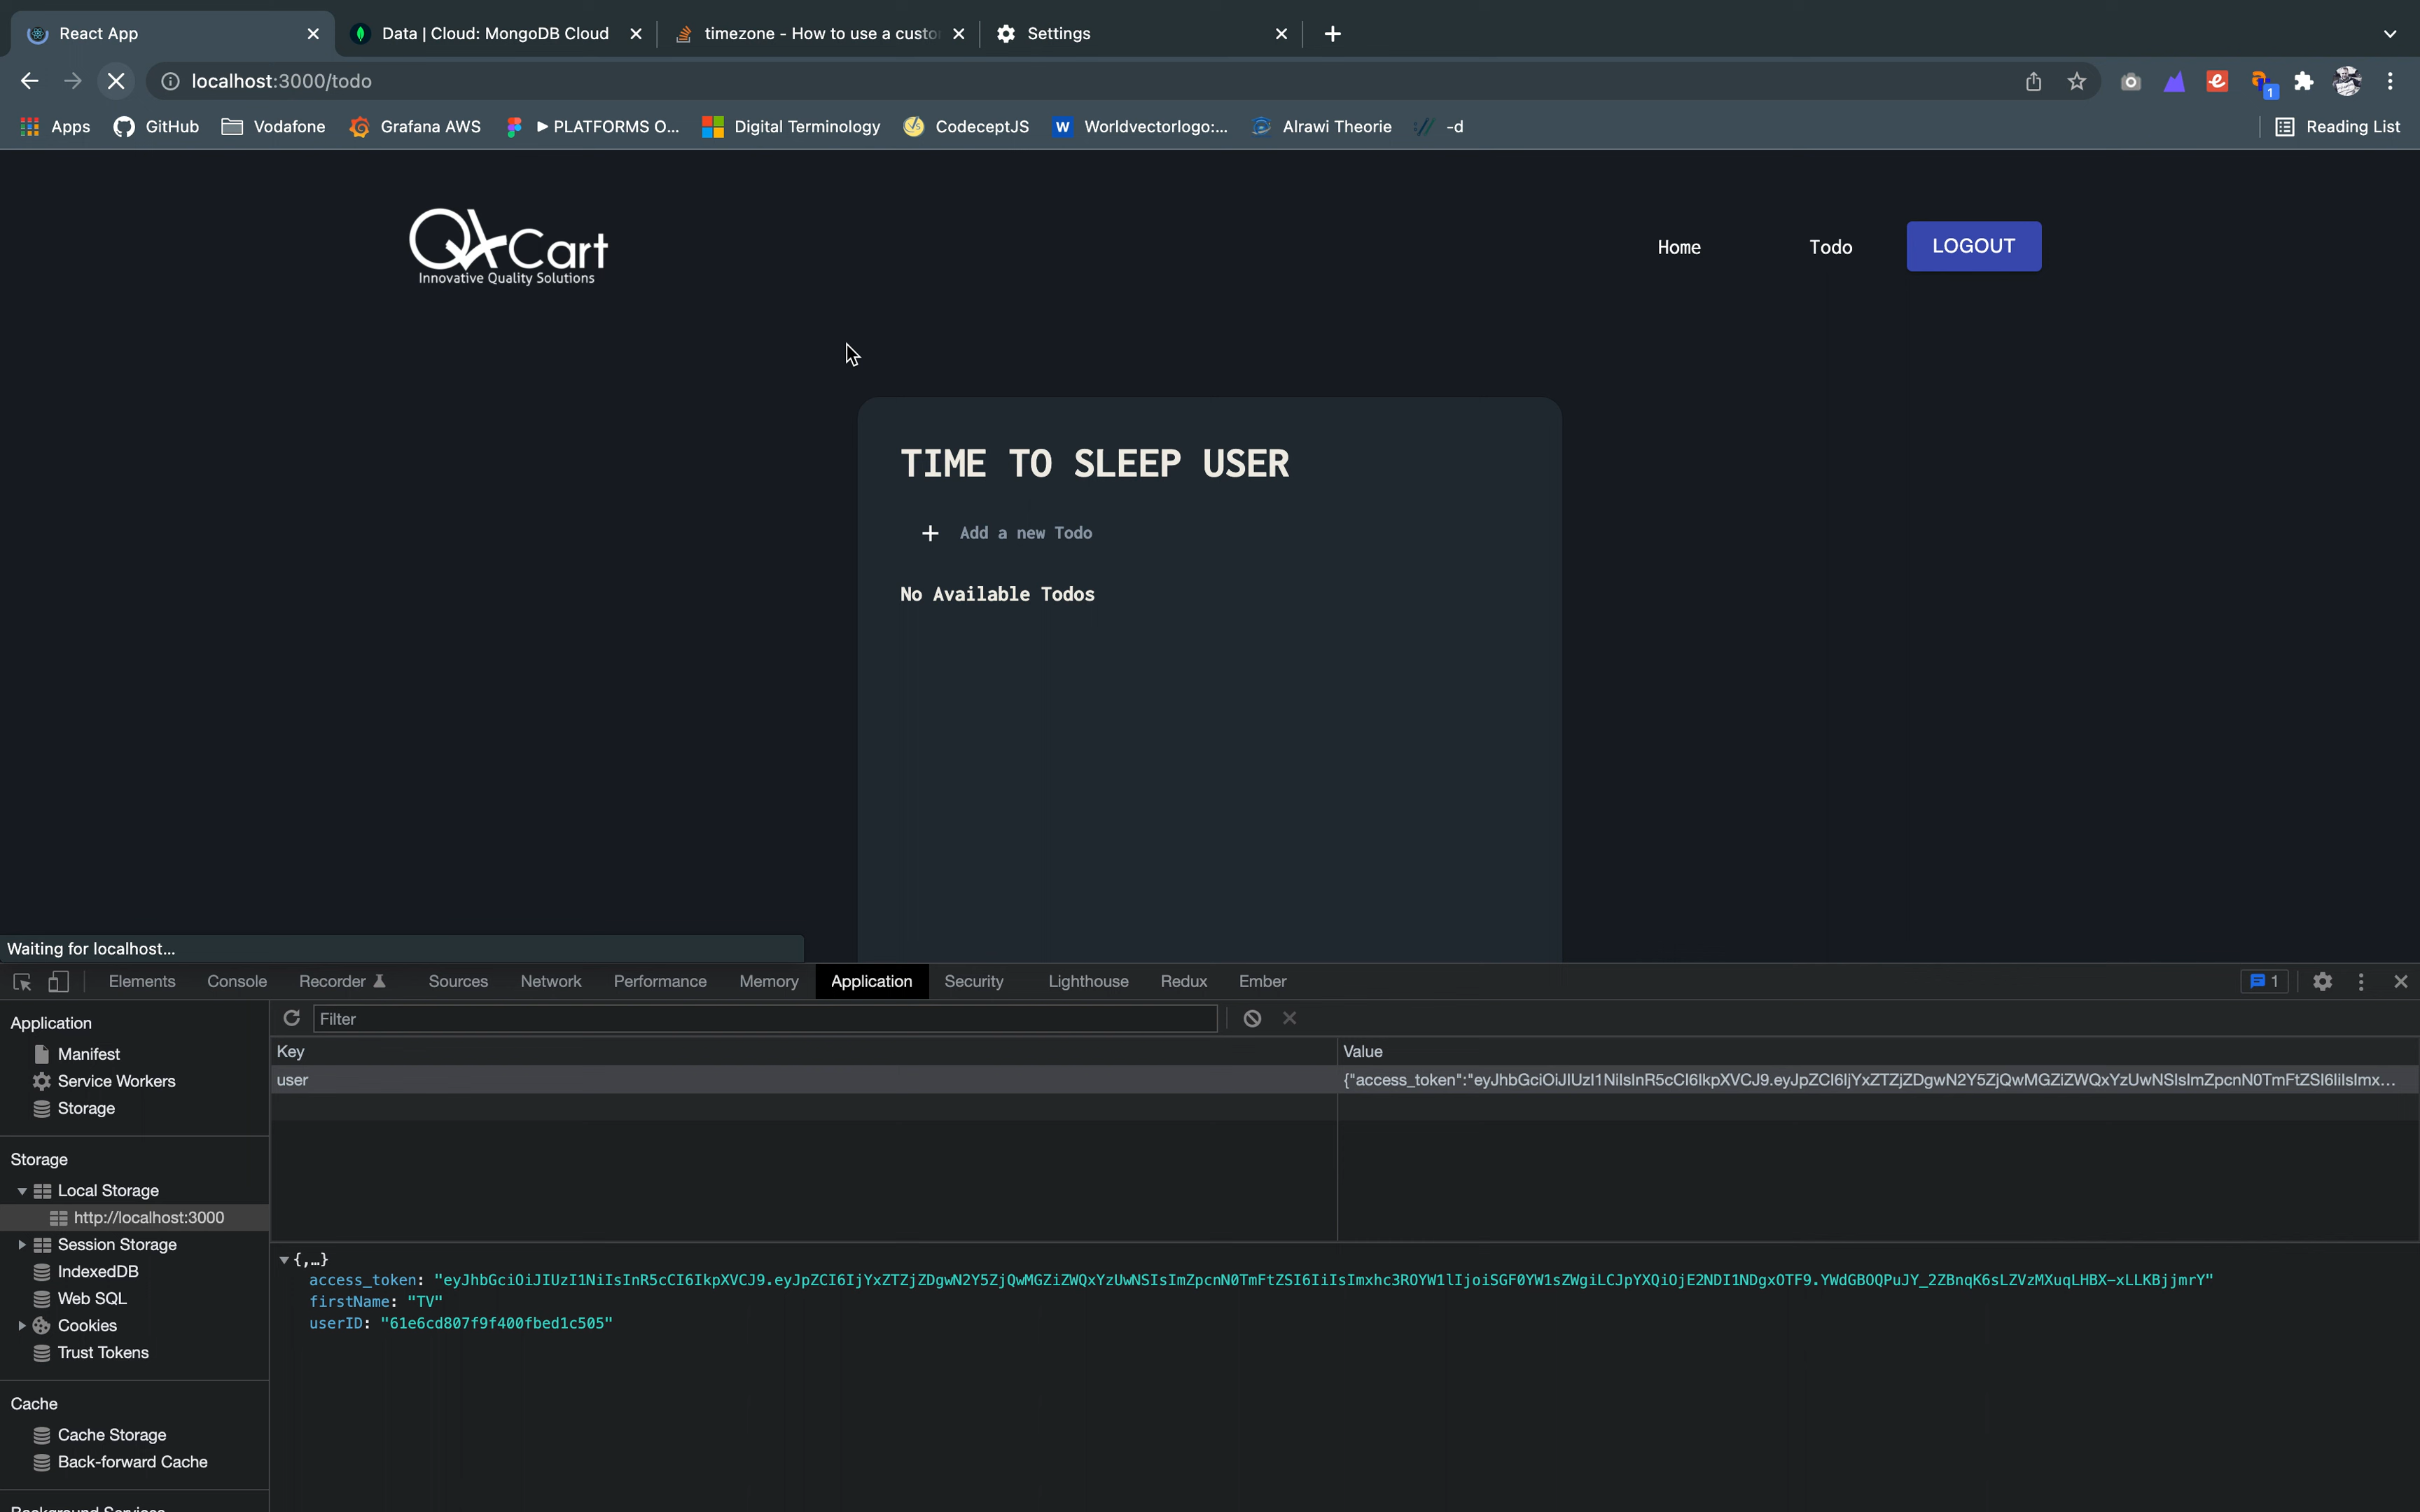 React App
Data | Cloud: MongoDB Cloud
timezone - How to use a custo
Settings
localhost:3000/todo
1
Apps
GitHub
Vodafone
Grafana AWS
PLATFORMS O...
Digital Terminology
CodeceptJS
W Worldvectorlogo:...
Alrawi Theorie
-d
Reading List
QACart
Innovative Quality Solutions
Home
Todo
LOGOUT
TIME TO SLEEP USER
+ Add a new Todo
No Available Todos
Waiting for localhost...
Elements
Console
Recorder
Sources
Network
Performance
Memory
Application
Security
Lighthouse
Redux
Ember
1
Application
Manifest
Service Workers
Storage
Storage
Local Storage
http://localhost:3000
Session Storage
IndexedDB
Web SQL
Cookies
Trust Tokens
Cache
Cache Storage
Back-forward Cache
Background Services
Filter
Key
Value
user
{"access_token":"eyJhbGciOiJIUzI1NiIsInR5cCI6IkpXVCJ9.eyJpZCI6IjYxZTZjZDgwN2Y5ZjQwMGZiZWQxYzUwNSIsImZpcnN0TmFtZSI6IiIsImx...
{,…}
access_token: "eyJhbGciOiJIUzI1NiIsInR5cCI6IkpXVCJ9.eyJpZCI6IjYxZTZjZDgwN2Y5ZjQwMGZiZWQxYzUwNSIsImZpcnN0TmFtZSI6IiIsImxhc3ROYW1lIjoiSGF0YW1sZWgiLCJpYXQiOjE2NDI1NDgxOTF9.YWdGBOQPuJY_2ZBnqK6sLZVzMXuqLHBX-xLLKBjjmrY"
firstName: "TV"
userID: "61e6cd807f9f400fbed1c505"